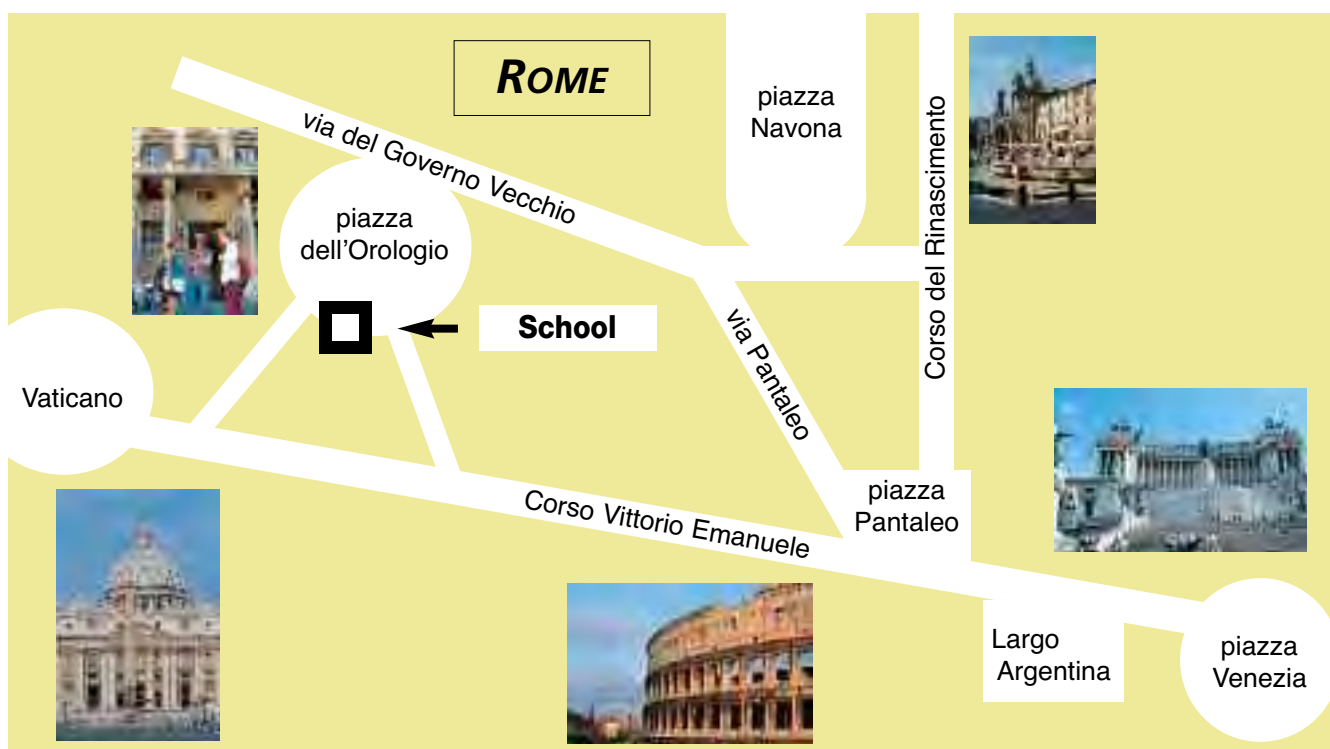 ROME
piazza
Navona
via del Governo Vecchio
Corso del Rinascimento
piazza
dell'Orologio
School
via Pantaleo
Vaticano
piazza
Pantaleo
Corso Vittorio Emanuele
Largo
Argentina
piazza
Venezia